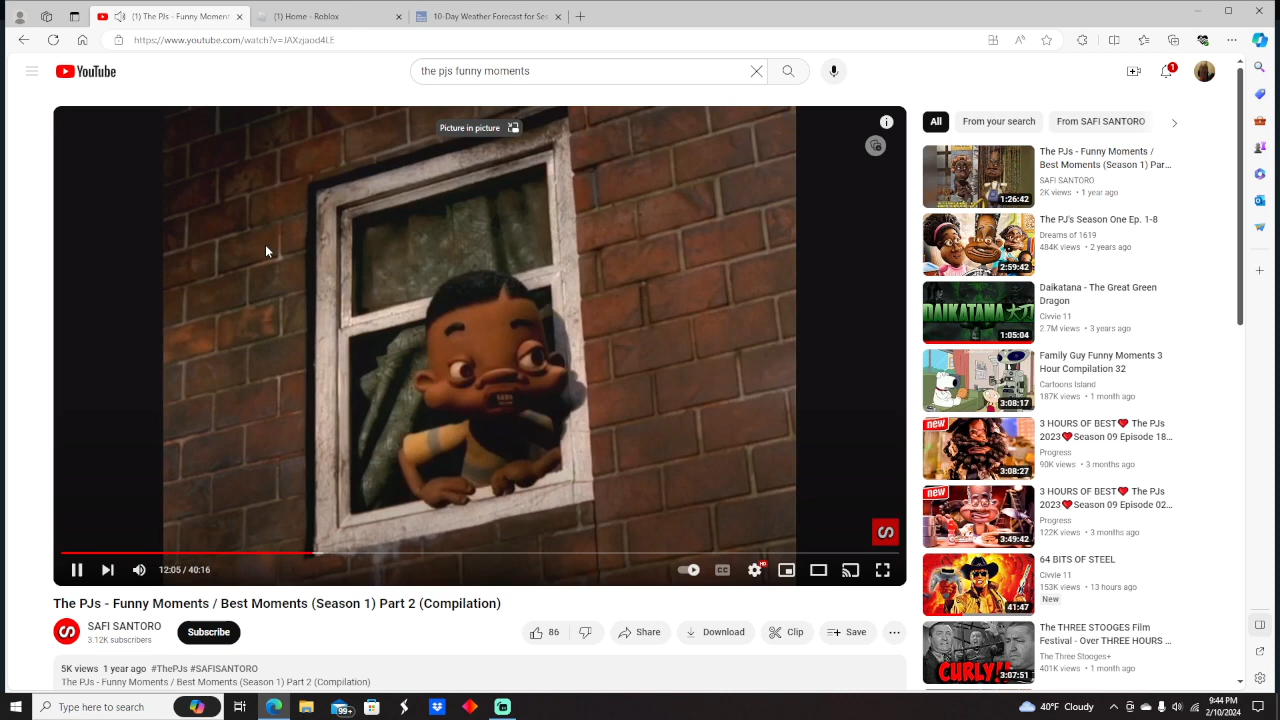 (1) The PJs - Funny Moment
(1) Home - Roblox
10-Day Weather Forecast for Se
https://www.youtube.com/watch?v=JAXzjaod4LE
YouTube
the pjs funny moments
1
Picture in picture
12:05 / 40:16
CC
HD
The PJs - Funny Moments / Best Moments (Season 1) Part 2 (Compilation)
SAFI SANTORO
3.12K subscribers
Subscribe
86
Share
Download
Clip
Save
5K views 1 year ago #ThePJs #SAFISANTORO
The PJs - Funny Moments / Best Moments (Season 1) Part 2 (Compilation)
All
From your search
From SAFI SANTORO
1:26:42
The PJs - Funny Moments /
Best Moments (Season 1) Par...
SAFI SANTORO
2K views • 1 year ago
2:59:42
The PJ's Season One Ep. 1-8
Dreams of 1619
484K views • 2 years ago
DAIKATANA 大刀
1:05:04
Daikatana - The Great Green
Dragon
Civvie 11
2.7M views • 3 years ago
3:08:17
Family Guy Funny Moments 3
Hour Compilation 32
Cartoons Island
187K views • 1 month ago
new
3:08:27
3 HOURS OF BEST❤️ The PJs
2023❤️Season 09 Episode 18...
Progress
90K views • 3 months ago
new
3:49:42
3 HOURS OF BEST❤️ The PJs
2023❤️Season 09 Episode 02...
Progress
122K views • 3 months ago
41:47
64 BITS OF STEEL
Civvie 11
153K views • 13 hours ago
New
CURLY!!
3:07:51
The THREE STOOGES Film
Festival - Over THREE HOURS ...
The Three Stooges+
401K views • 1 month ago
Type here to search
99+
40°F Cloudy
9:44 PM
2/10/2024